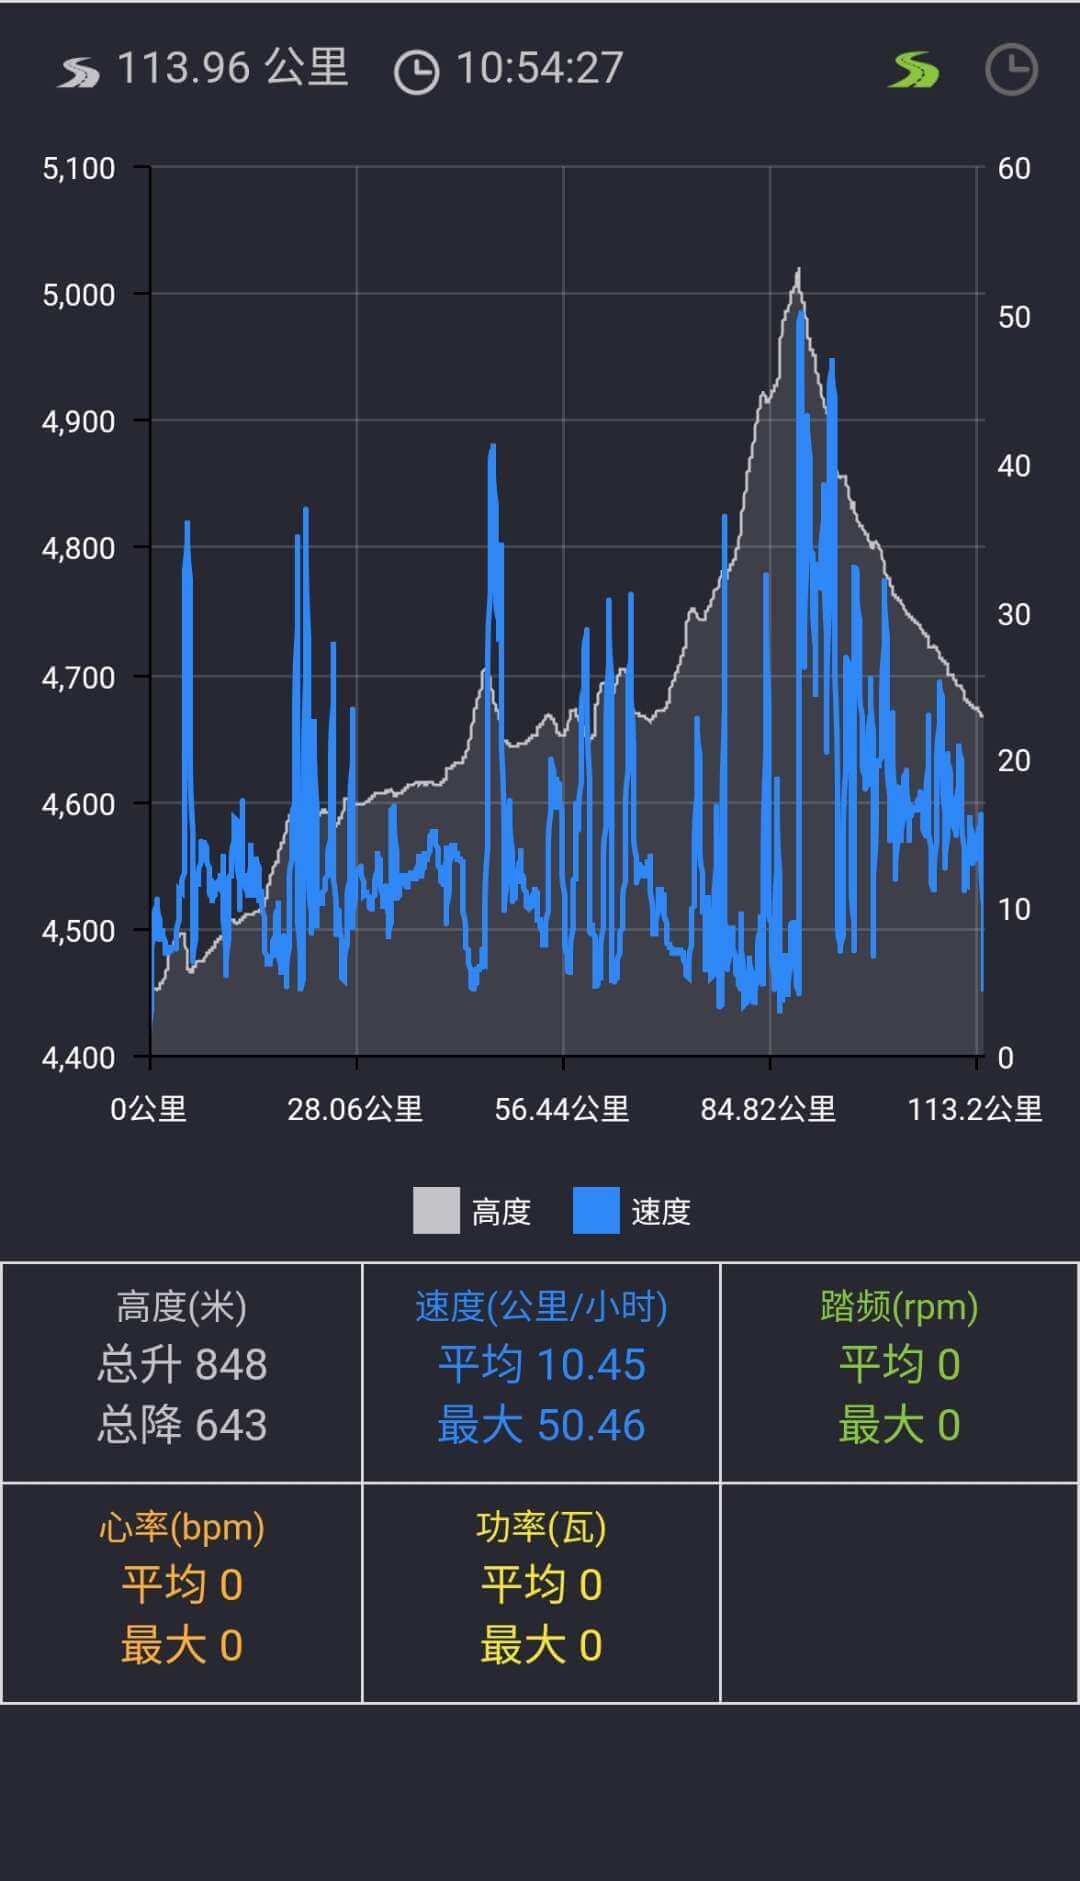 113.96 公里 10:54:27
5,100 60
5,000 50
4,900 40
4,800 30
4,700 20
4,600 10
4,500 0
4,400
0公里 28.06公里 56.44公里 84.82公里 113.2公里
高度 速度
高度(米)
总升 848
总降 643
速度(公里/小时)
平均 10.45
最大 50.46
踏频(rpm)
平均 0
最大 0
心率(bpm)
平均 0
最大 0
功率(瓦)
平均 0
最大 0